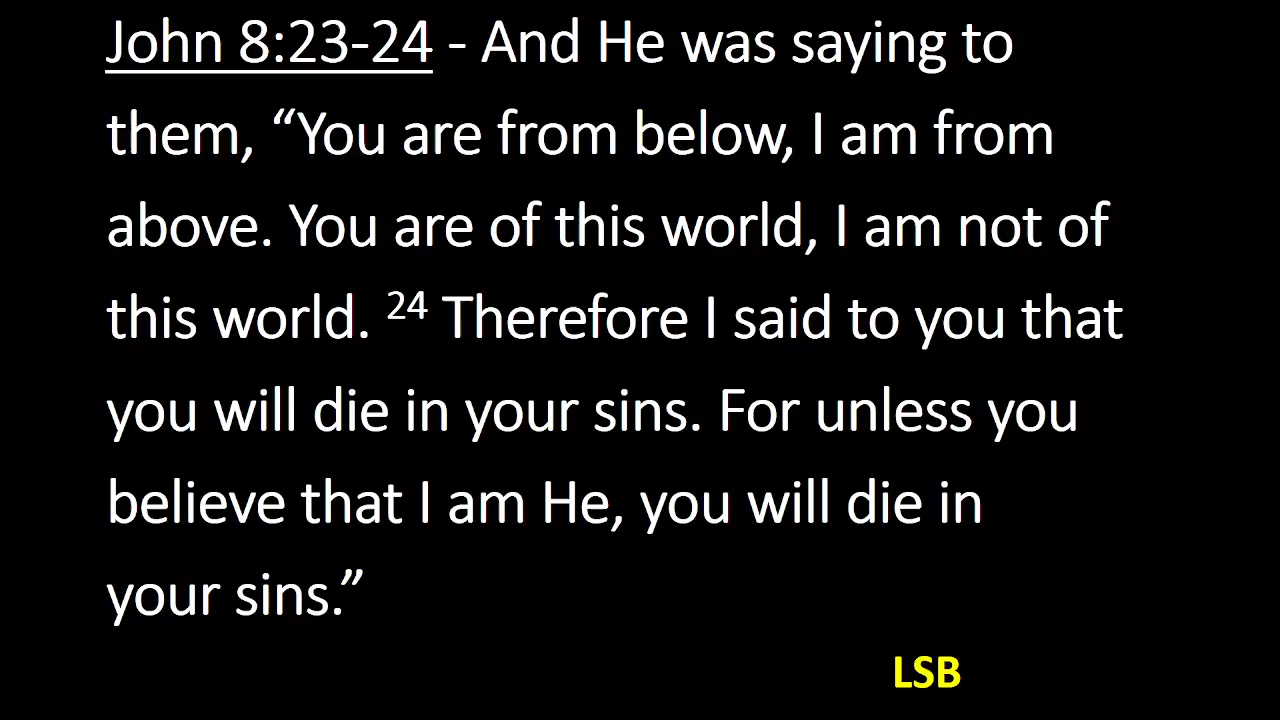 John 8:23-24 - And He was saying to
them, “You are from below, I am from
above. You are of this world, I am not of
this world. 24 Therefore I said to you that
you will die in your sins. For unless you
believe that I am He, you will die in
your sins.”
LSB